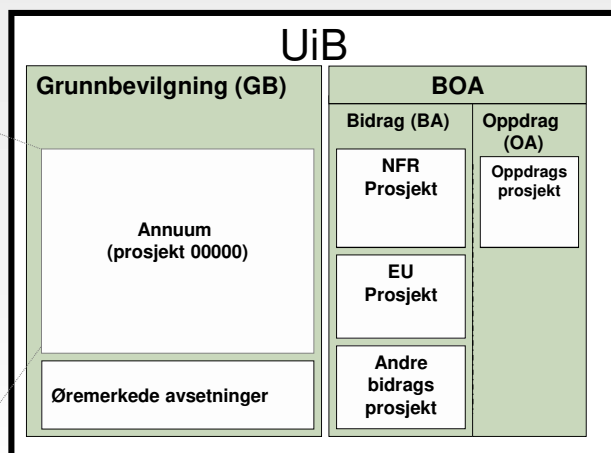 UiB
Grunnbevilgning (GB)
Annuum
(prosjekt 00000)
Øremerkede avsetninger
BOA
Bidrag (BA)
NFR
Prosjekt
EU
Prosjekt
Andre
bidrags
prosjekt
Oppdrag
(OA)
Oppdrags
prosjekt